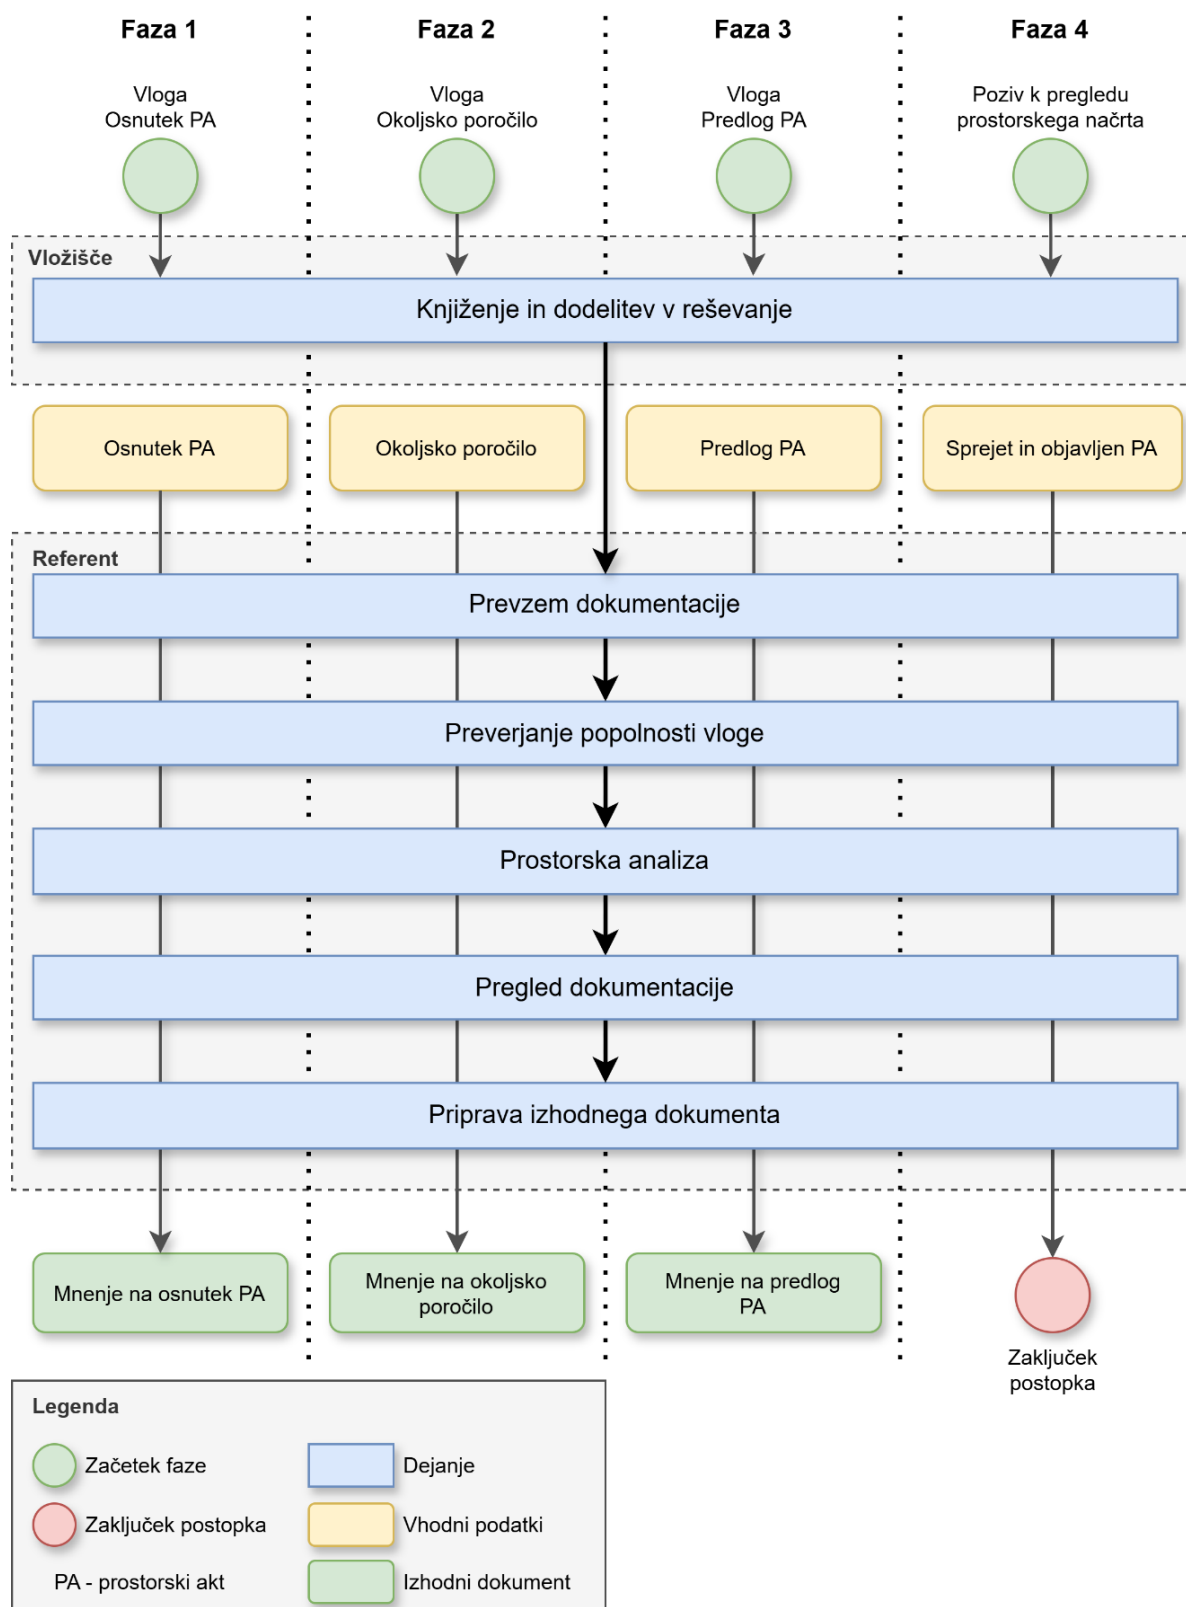 Faza 1
Faza 2
Faza 3
Faza 4
Vloga
Osnutek PA
Vloga
Okoljsko poročilo
Vloga
Predlog PA
Poziv k pregledu
prostorskega načrta
Vložišče
Knjiženje in dodelitev v reševanje
Osnutek PA
Okoljsko poročilo
Predlog PA
Sprejet in objavljen PA
Referent
Prevzem dokumentacije
Preverjanje popolnosti vloge
Prostorska analiza
Pregled dokumentacije
Priprava izhodnega dokumenta
Mnenje na osnutek PA
Mnenje na okoljsko
poročilo
Mnenje na predlog
PA
Zaključek
postopka
Legenda
Začetek faze
Dejanje
Zaključek postopka
Vhodni podatki
PA - prostorski akt
Izhodni dokument